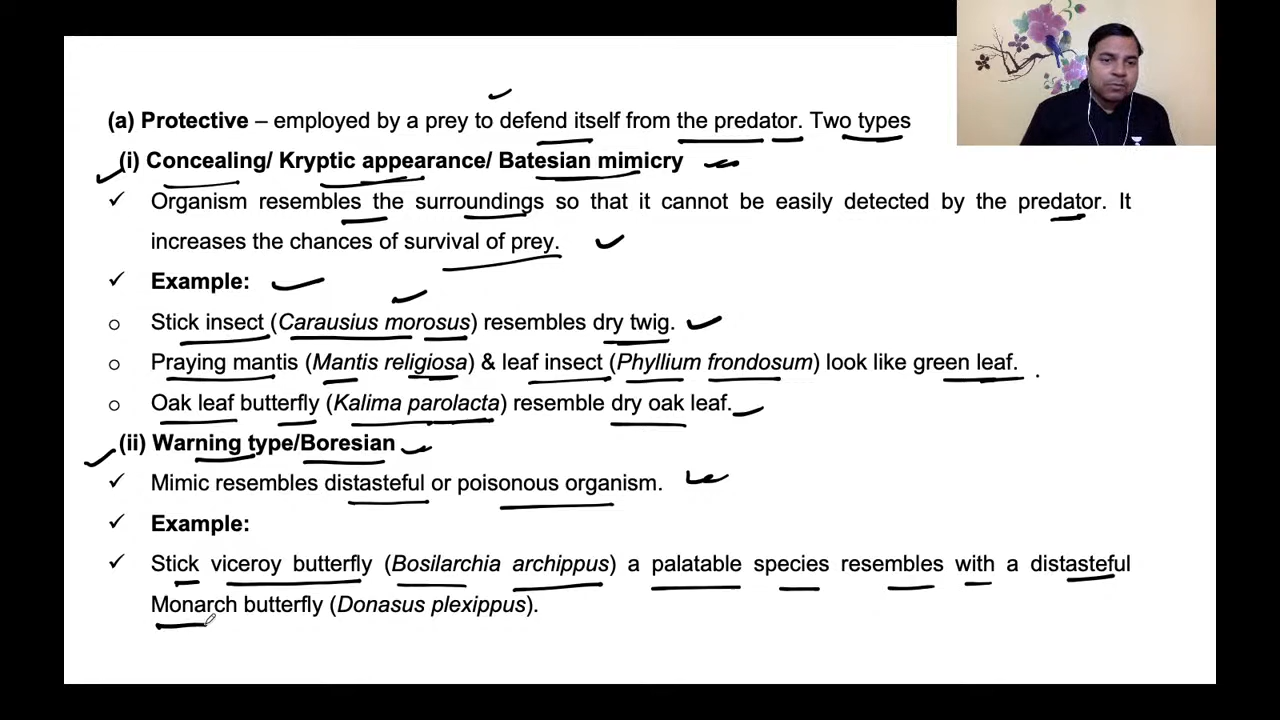 (a) Protective – employed by a prey to defend itself from the predator. Two types
(i) Concealing/ Kryptic appearance/ Batesian mimicry
✓ Organism resembles the surroundings so that it cannot be easily detected by the predator. It
increases the chances of survival of prey.
✓ Example:
o Stick insect (Carausius morosus) resembles dry twig.
o Praying mantis (Mantis religiosa) & leaf insect (Phyllium frondosum) look like green leaf.
o Oak leaf butterfly (Kalima parolacta) resemble dry oak leaf.
(ii) Warning type/Boresian
✓ Mimic resembles distasteful or poisonous organism.
✓ Example:
✓ Stick viceroy butterfly (Bosilarchia archippus) a palatable species resembles with a distasteful
Monarch butterfly (Donasus plexippus).